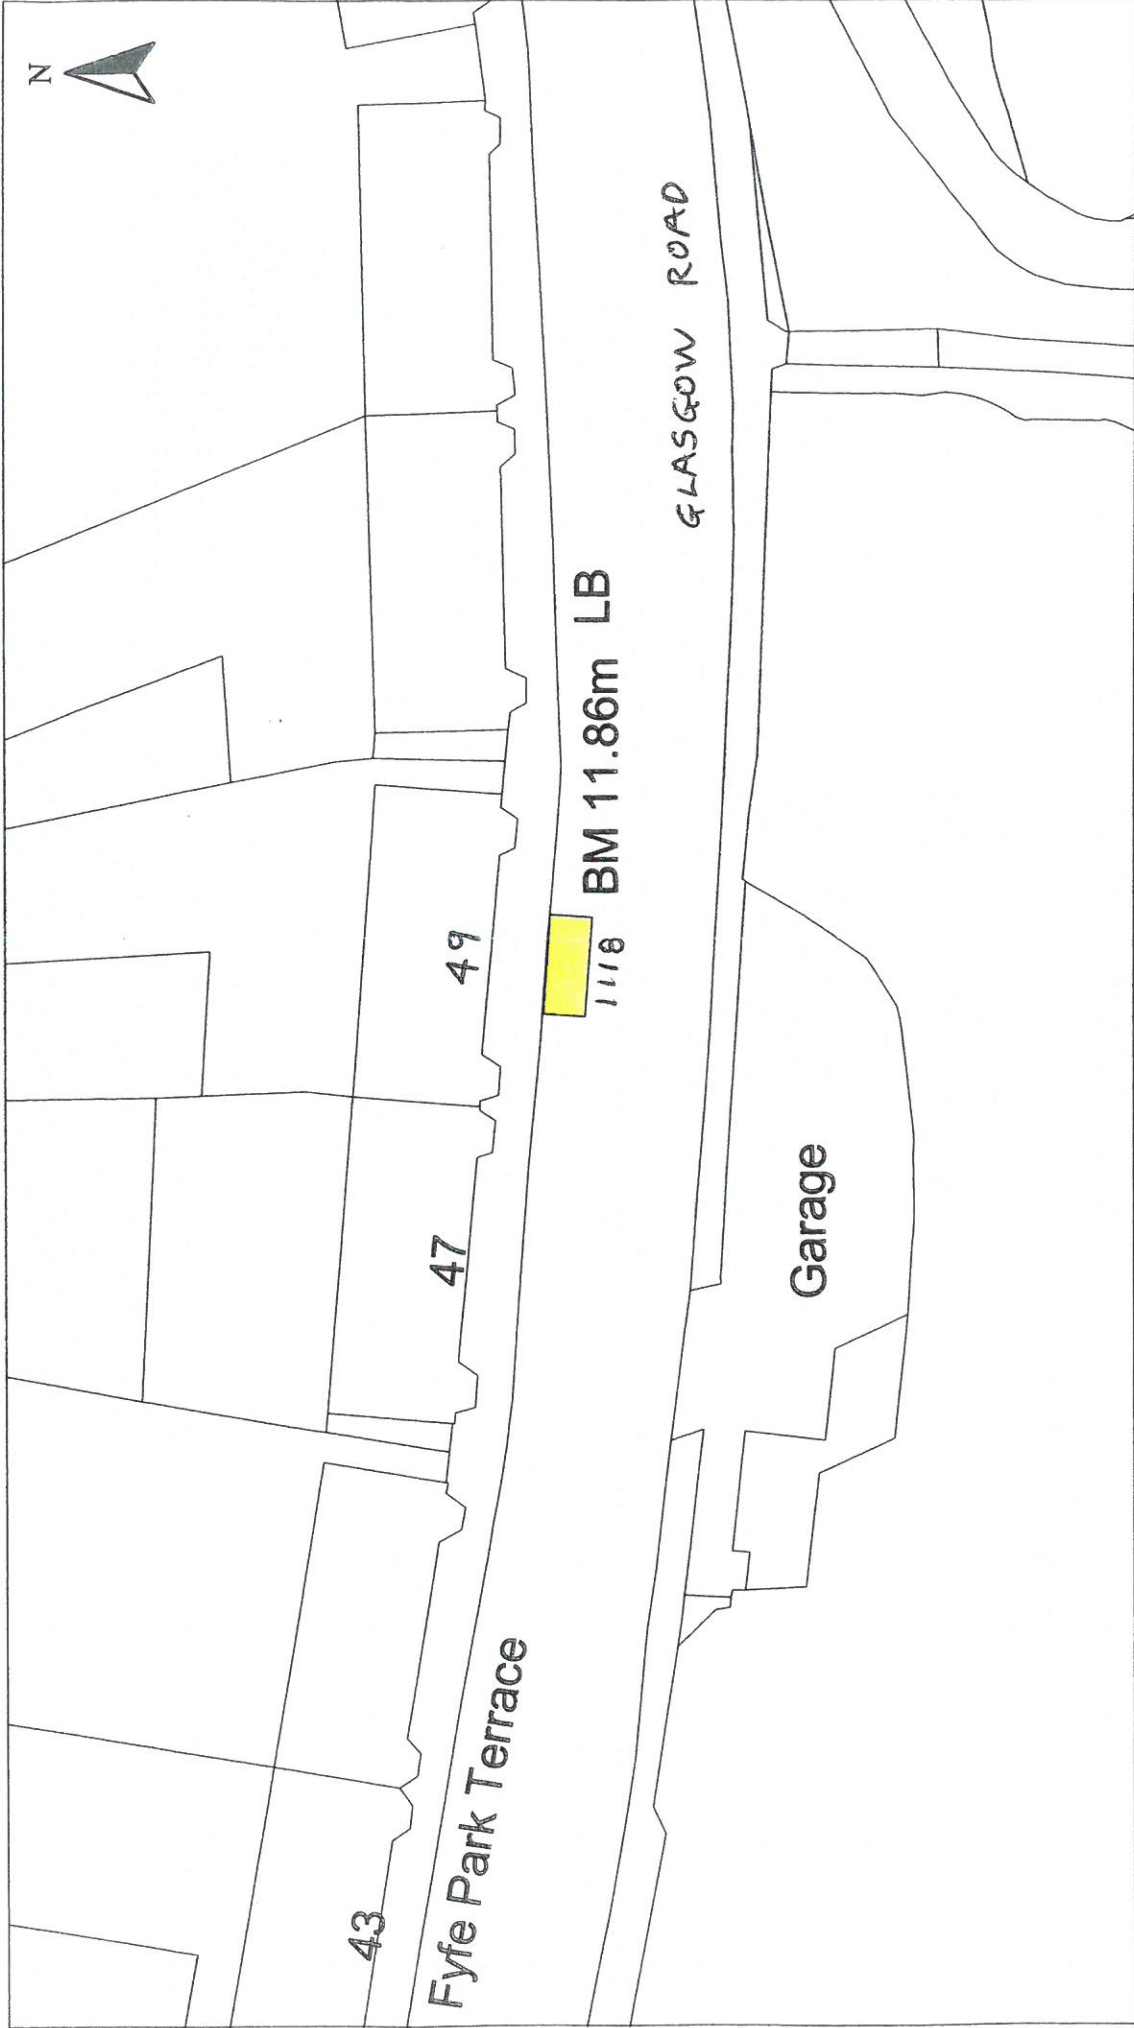 N
GLASGOW ROAD
BM 11.86m LB
49
1118
47
Garage
Fyfe Park Terrace
43